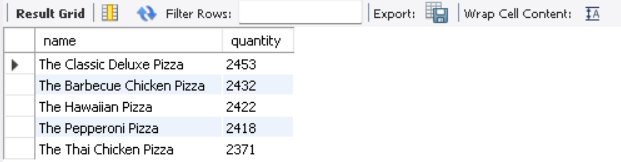 Result Grid Filter Rows: Export: Wrap Cell Content: IA
name quantity
The Classic Deluxe Pizza 2453
The Barbecue Chicken Pizza 2432
The Hawaiian Pizza 2422
The Pepperoni Pizza 2418
The Thai Chicken Pizza 2371